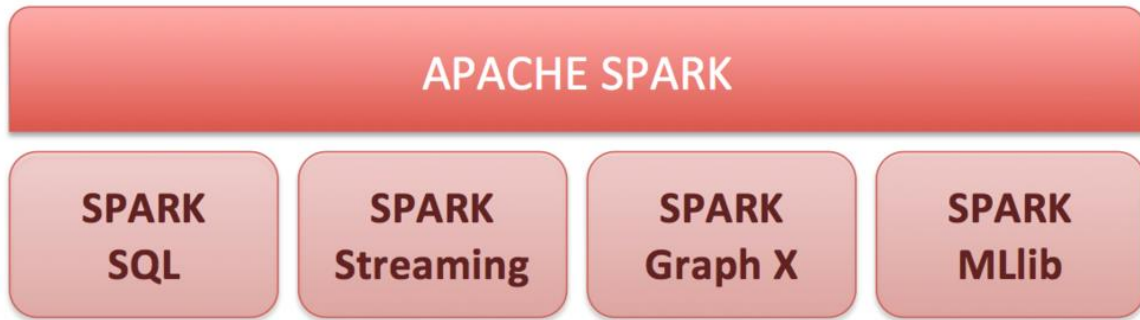 APACHE SPARK
SPARK
SQL
SPARK
Streaming
SPARK
Graph X
SPARK
MLlib